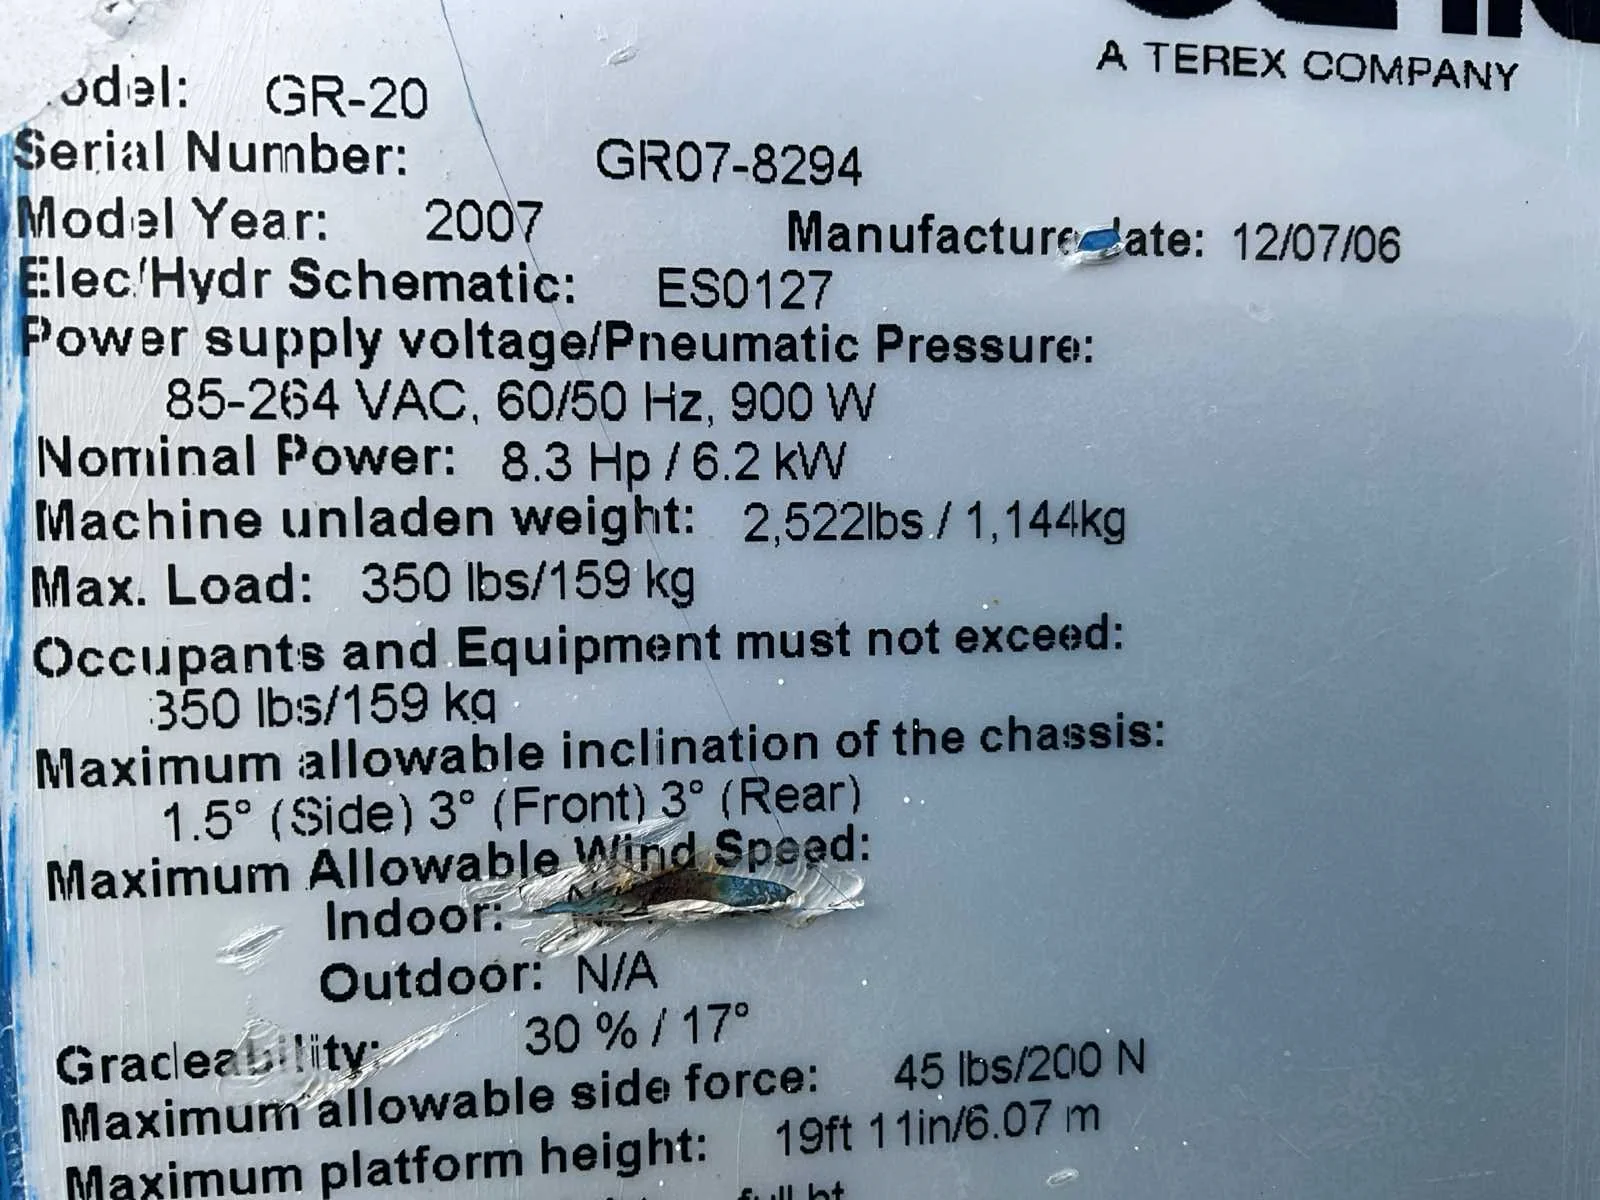 A TEREX COMPANY
Model: GR-20
Serial Number: GR07-8294
Model Year: 2007 Manufacture date: 12/07/06
Elec/Hydr Schematic: ES0127
Power supply voltage/Pneumatic Pressure:
85-264 VAC, 60/50 Hz, 900 W
Nominal Power: 8.3 Hp / 6.2 kW
Machine unladen weight: 2,522lbs / 1,144kg
Max. Load: 350 lbs/159 kg
Occupants and Equipment must not exceed:
350 lbs/159 kg
Maximum allowable inclination of the chassis:
1.5° (Side) 3° (Front) 3° (Rear)
Maximum Allowable Wind Speed:
Indoor:
Outdoor: N/A
Gradeability: 30 % / 17°
Maximum allowable side force: 45 lbs/200 N
Maximum platform height: 19ft 11in/6.07 m